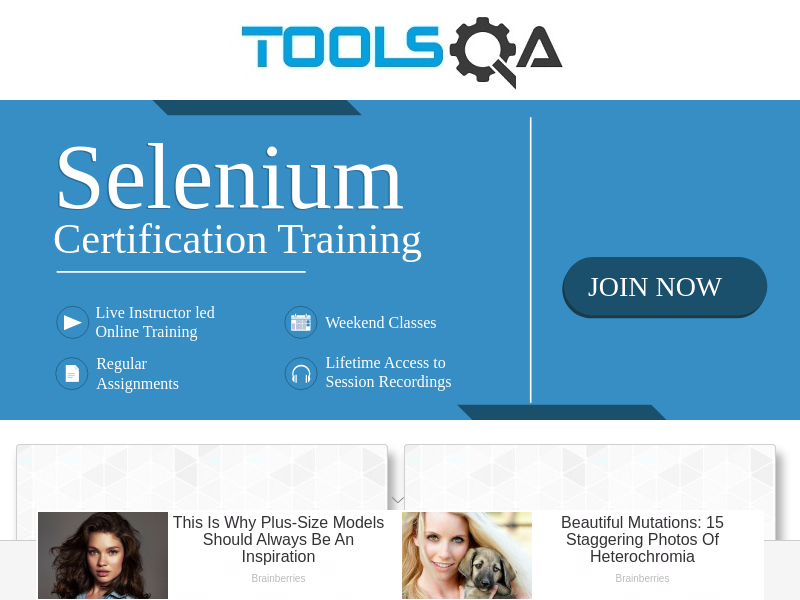 TOOLSQA
Selenium
Certification Training
JOIN NOW
Live Instructor led
Online Training
Weekend Classes
Regular
Assignments
Lifetime Access to
Session Recordings
This Is Why Plus-Size Models
Should Always Be An
Inspiration
Brainberries
Beautiful Mutations: 15
Staggering Photos Of
Heterochromia
Brainberries